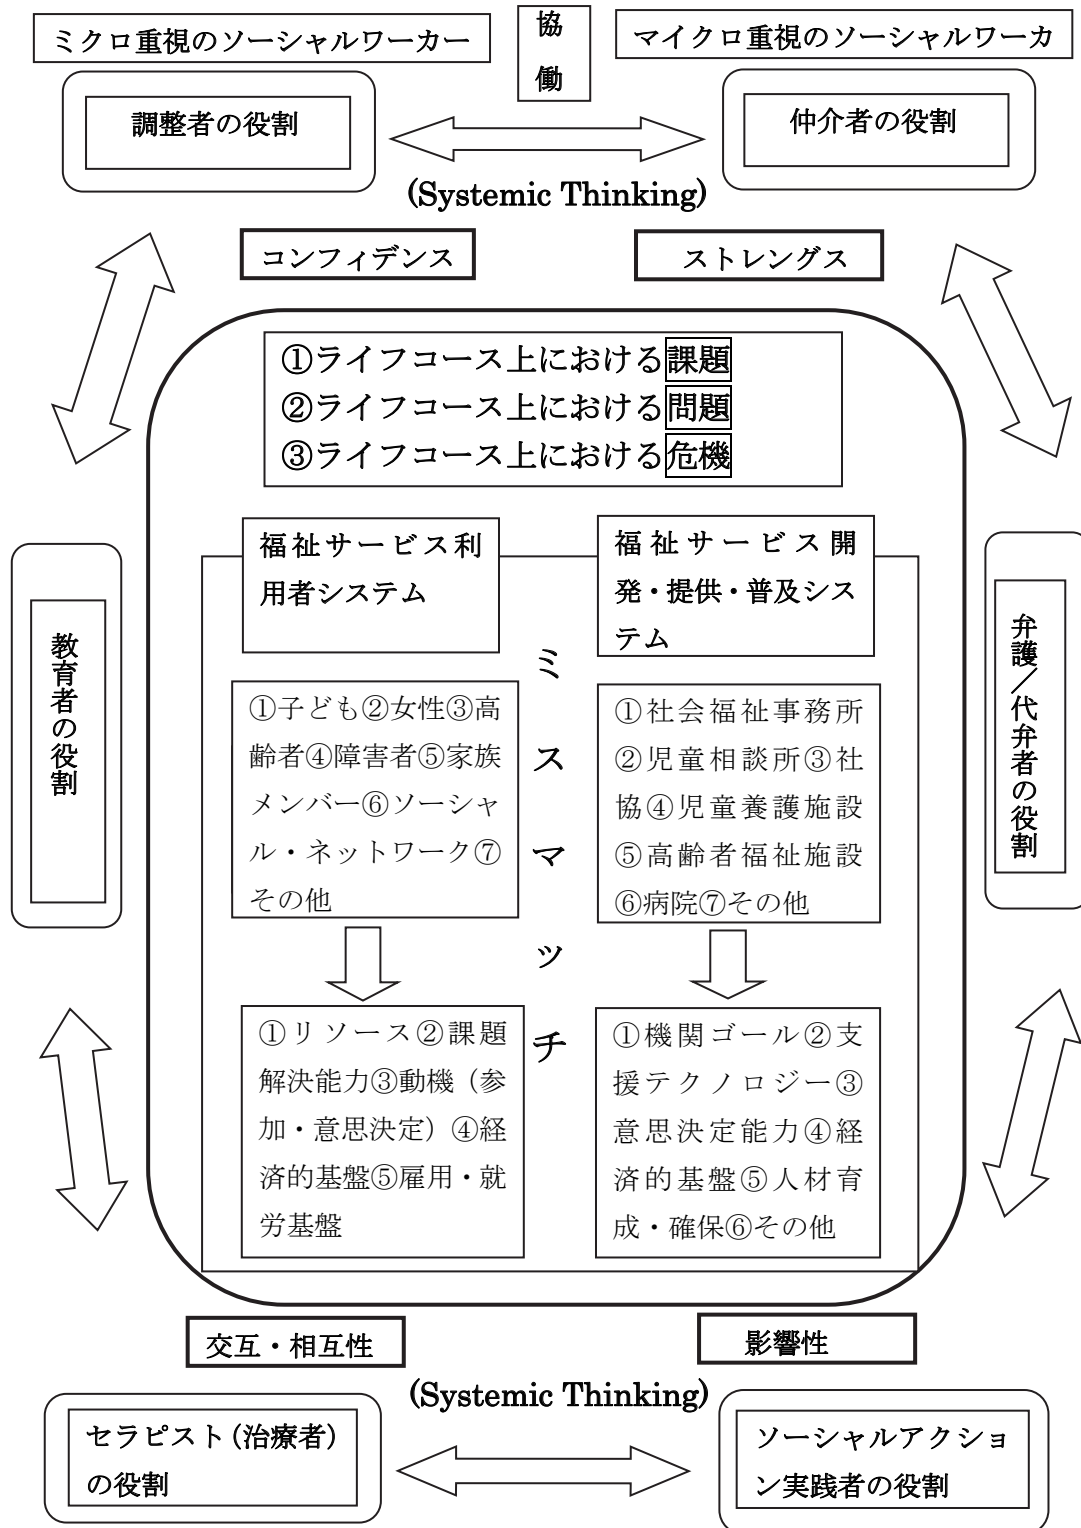 ミクロ重視のソーシャルワーカー
協
働
マイクロ重視のソーシャルワーカ
調整者の役割
仲介者の役割
(Systemic Thinking)
コンフィデンス
ストレングス
①ライフコース上における課題
②ライフコース上における問題
③ライフコース上における危機
福祉サービス利
用者システム
福祉サービス開
発・提供・普及シス
テム
教育者の役割
弁護／代弁者の役割
ミスマッチ
①子ども②女性③高
齢者④障害者⑤家族
メンバー⑥ソーシャ
ル・ネットワーク⑦
その他
①社会福祉事務所
②児童相談所③社
協④児童養護施設
⑤高齢者福祉施設
⑥病院⑦その他
①リソース②課題
解決能力③動機（参
加・意思決定）④経
済的基盤⑤雇用・就
労基盤
①機関ゴール②支
援テクノロジー③
意思決定能力④経
済的基盤⑤人材育
成・確保⑥その他
交互・相互性
影響性
(Systemic Thinking)
セラピスト（治療者）
の役割
ソーシャルアクショ
ン実践者の役割